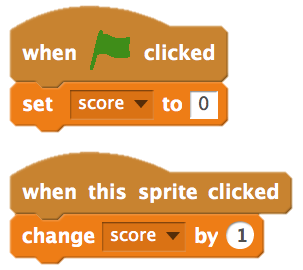 when clicked
set score to 0
when this sprite clicked
change score by 1